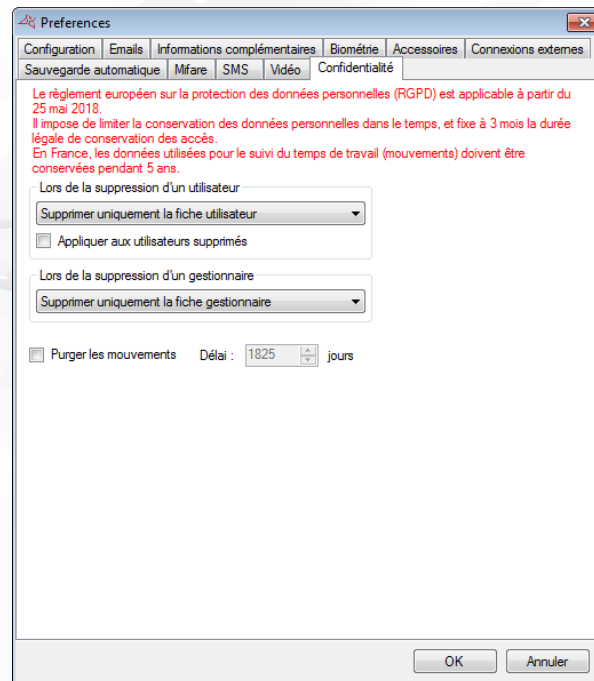 Preferences
Configuration Emails Informations complémentaires Biométrie Accessoires Connexions externes
Sauvegarde automatique Mifare SMS Vidéo Confidentialité
Le règlement européen sur la protection des données personnelles (RGPD) est applicable à partir du
25 mai 2018.
Il impose de limiter la conservation des données personnelles dans le temps, et fixe à 3 mois la durée
légale de conservation des accès.
En France, les données utilisées pour le suivi du temps de travail (mouvements) doivent être
conservées pendant 5 ans.
Lors de la suppression d'un utilisateur
Supprimer uniquement la fiche utilisateur
Appliquer aux utilisateurs supprimés
Lors de la suppression d'un gestionnaire
Supprimer uniquement la fiche gestionnaire
Purger les mouvements Délai : 1825 jours
OK Annuler